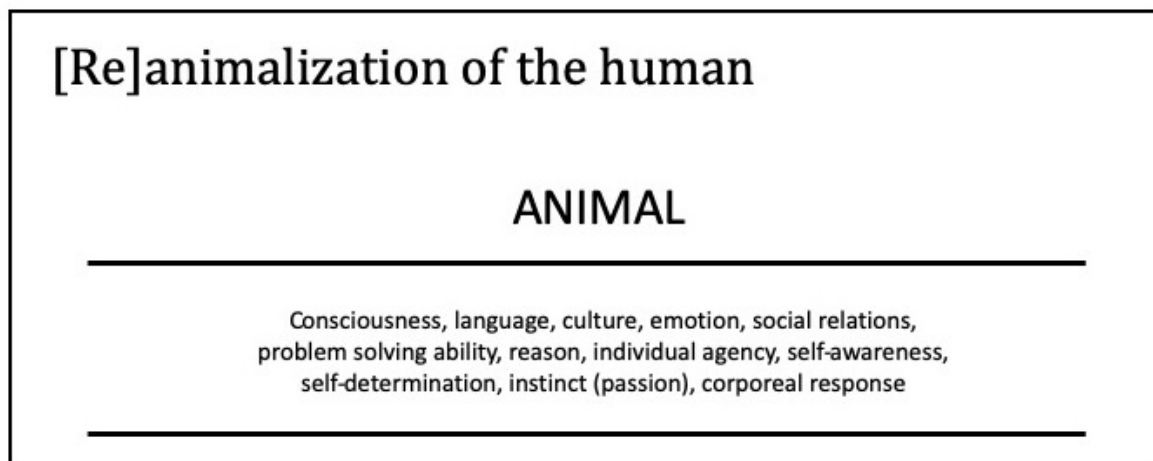 [Re]animalization of the human
ANIMAL
Consciousness, language, culture, emotion, social relations,
problem solving ability, reason, individual agency, self-awareness,
self-determination, instinct (passion), corporeal response